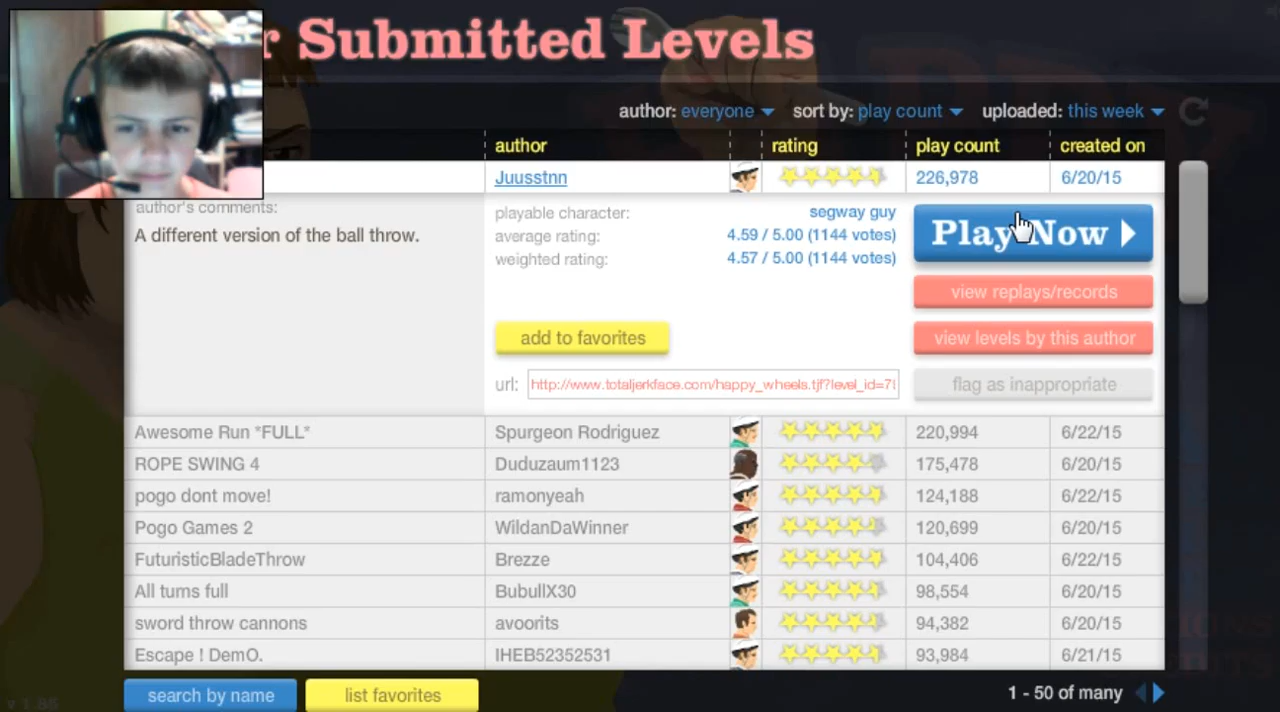 r Submitted Levels
author: everyone sort by: play count uploaded: this week
author rating play count created on
Juusstnn 226,978 6/20/15
author's comments:
A different version of the ball throw.
playable character: segway guy
average rating: 4.59 / 5.00 (1144 votes)
weighted rating: 4.57 / 5.00 (1144 votes)
Play Now
view replays/records
add to favorites
view levels by this author
url: http://www.totaljerkface.com/happy_wheels.tjf?level_id=7
flag as inappropriate
Awesome Run *FULL* Spurgeon Rodriguez 220,994 6/22/15
ROPE SWING 4 Duduzaum1123 175,478 6/20/15
pogo dont move! ramonyeah 124,188 6/22/15
Pogo Games 2 WildanDaWinner 120,699 6/20/15
FuturisticBladeThrow Brezze 104,406 6/22/15
All turns full BubullX30 98,554 6/20/15
sword throw cannons avoorits 94,382 6/20/15
Escape ! DemO. IHEB52352531 93,984 6/21/15
search by name list favorites 1 - 50 of many